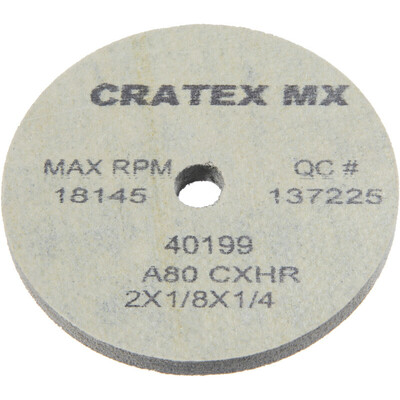 CRATEX MX
MAX RPM QC #
18145 137225
40199
A80 CXHR
2X1/8X1/4